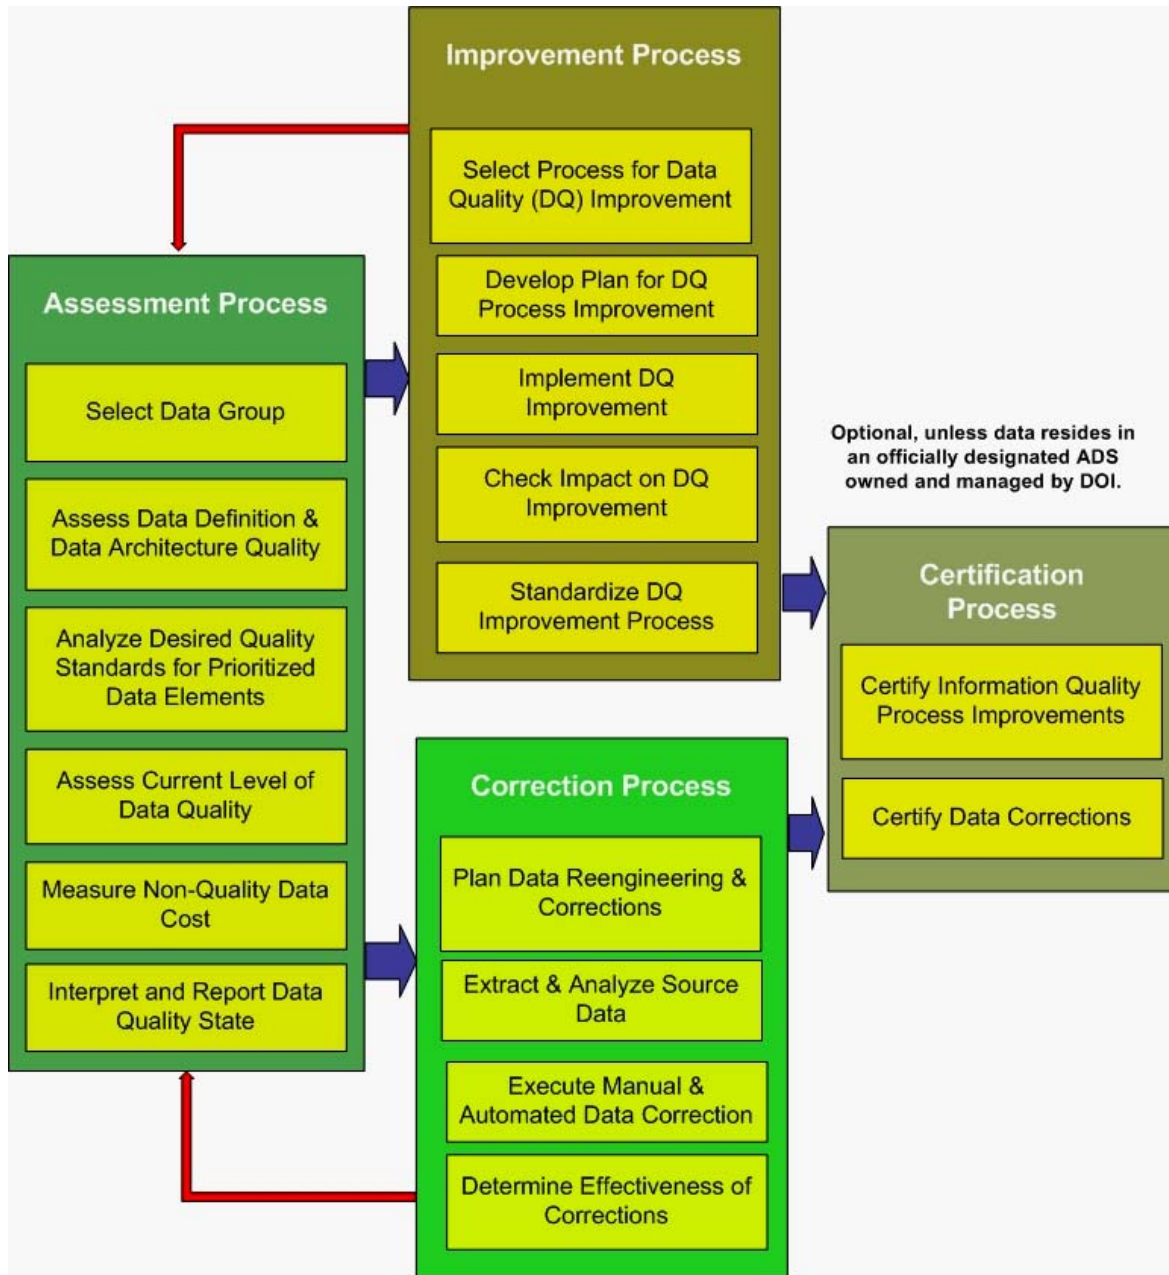 Improvement Process
Select Process for Data
Quality (DQ) Improvement
Develop Plan for DQ
Process Improvement
Implement DQ
Improvement
Check Impact on DQ
Improvement
Standardize DQ
Improvement Process
Assessment Process
Select Data Group
Assess Data Definition &
Data Architecture Quality
Analyze Desired Quality
Standards for Prioritized
Data Elements
Assess Current Level of
Data Quality
Measure Non-Quality Data
Cost
Interpret and Report Data
Quality State
Correction Process
Plan Data Reengineering &
Corrections
Extract & Analyze Source
Data
Execute Manual &
Automated Data Correction
Determine Effectiveness of
Corrections
Optional, unless data resides in
an officially designated ADS
owned and managed by DOI.
Certification
Process
Certify Information Quality
Process Improvements
Certify Data Corrections